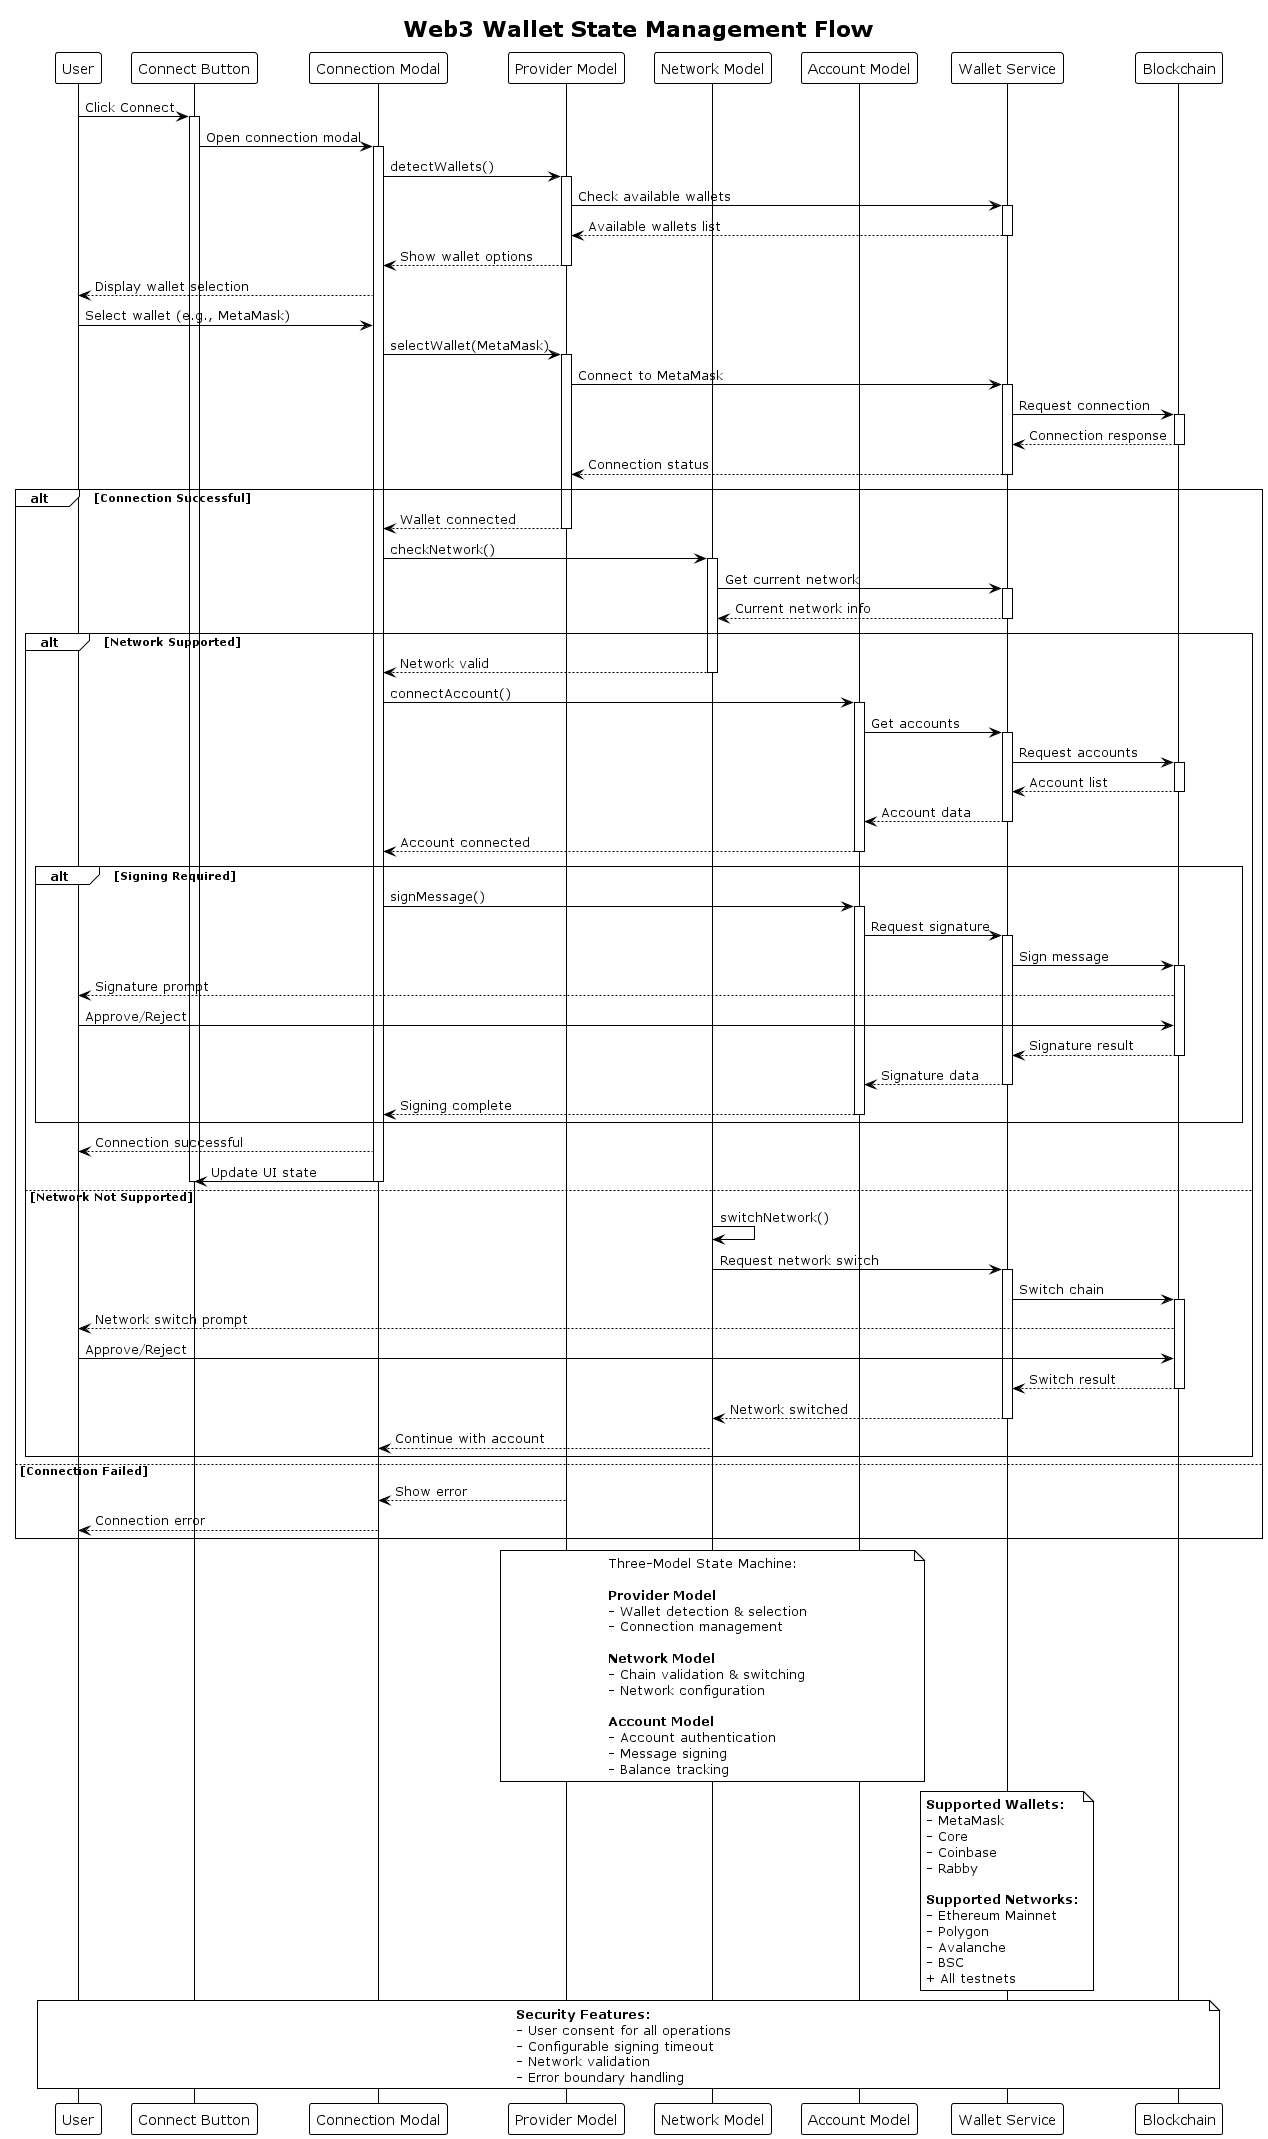 Web3 Wallet State Management Flow
User
Connect Button
Connection Modal
Provider Model
Network Model
Account Model
Wallet Service
Blockchain
Click Connect
Open connection modal
detectWallets()
Check available wallets
Available wallets list
Show wallet options
Display wallet selection
Select wallet (e.g., MetaMask)
selectWallet(MetaMask)
Connect to MetaMask
Request connection
Connection response
Connection status
alt
[Connection Successful]
Wallet connected
checkNetwork()
Get current network
Current network info
alt
[Network Supported]
Network valid
connectAccount()
Get accounts
Request accounts
Account list
Account data
Account connected
alt
[Signing Required]
signMessage()
Request signature
Sign message
Signature prompt
Approve/Reject
Signature result
Signature data
Signing complete
Connection successful
Update UI state
[Network Not Supported]
switchNetwork()
Request network switch
Switch chain
Network switch prompt
Approve/Reject
Switch result
Network switched
Continue with account
[Connection Failed]
Show error
Connection error
Three-Model State Machine:
Provider Model
- Wallet detection & selection
- Connection management
Network Model
- Chain validation & switching
- Network configuration
Account Model
- Account authentication
- Message signing
- Balance tracking
Supported Wallets:
- MetaMask
- Core
- Coinbase
- Rabby
Supported Networks:
- Ethereum Mainnet
- Polygon
- Avalanche
- BSC
+ All testnets
Security Features:
- User consent for all operations
- Configurable signing timeout
- Network validation
- Error boundary handling
User
Connect Button
Connection Modal
Provider Model
Network Model
Account Model
Wallet Service
Blockchain